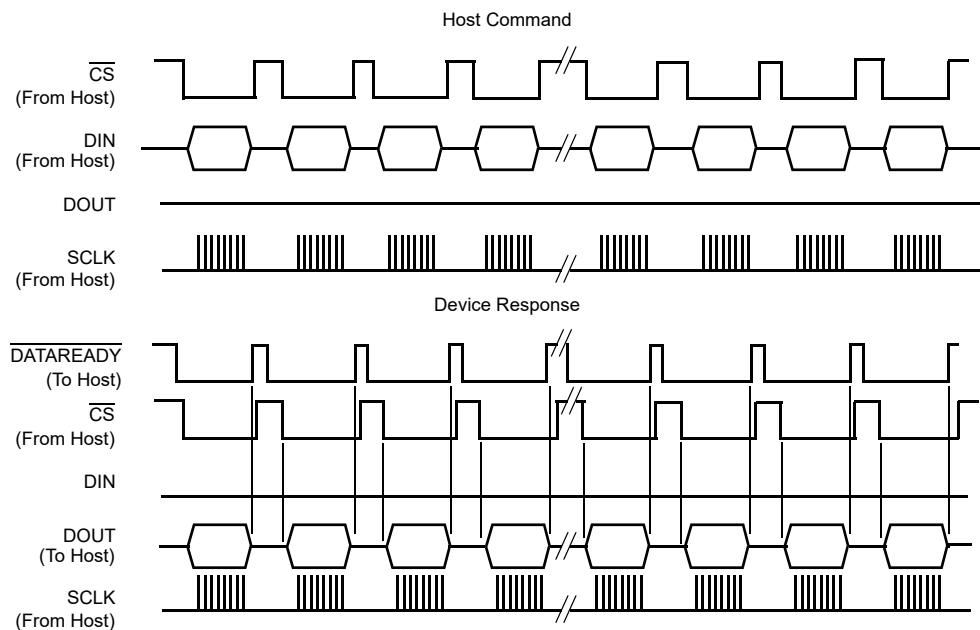 Host Command
CS
(From Host)
DIN
(From Host)
DOUT
SCLK
(From Host)
Device Response
DATAREADY
(To Host)
CS
(From Host)
DIN
DOUT
(To Host)
SCLK
(From Host)